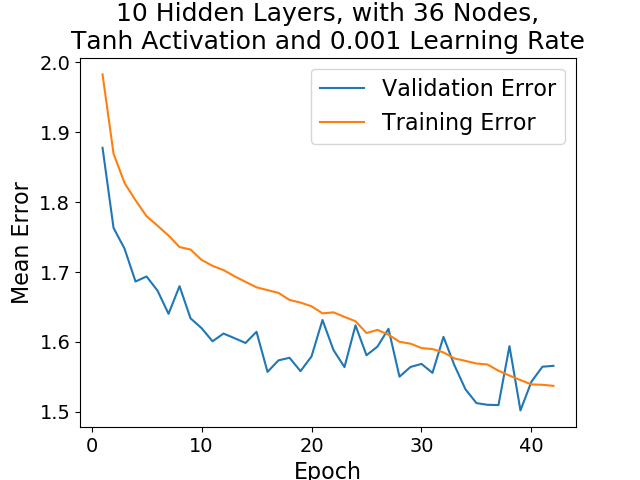 10 Hidden Layers, with 36 Nodes,
Tanh Activation and 0.001 Learning Rate
2.0
1.9
1.8
1.7
1.6
1.5
Mean Error
Validation Error
Training Error
0
10
20
30
40
Epoch